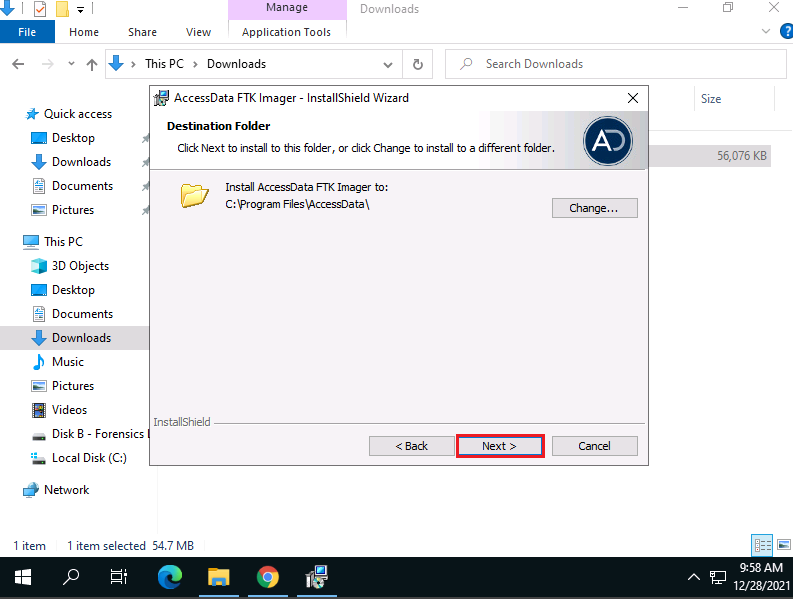 Manage
Downloads
File
Home
Share
View
Application Tools
This PC
Downloads
Search Downloads
Quick access
Desktop
Downloads
Documents
Pictures
This PC
3D Objects
Desktop
Documents
Downloads
Music
Pictures
Videos
Disk B - Forensics
Local Disk (C:)
Network
Size
56,076 KB
AccessData FTK Imager - InstallShield Wizard
Destination Folder
Click Next to install to this folder, or click Change to install to a different folder.
AD
Install AccessData FTK Imager to:
C:\Program Files\AccessData\
Change...
InstallShield
< Back
Next >
Cancel
1 item
1 item selected 54.7 MB
9:58 AM
12/28/2021